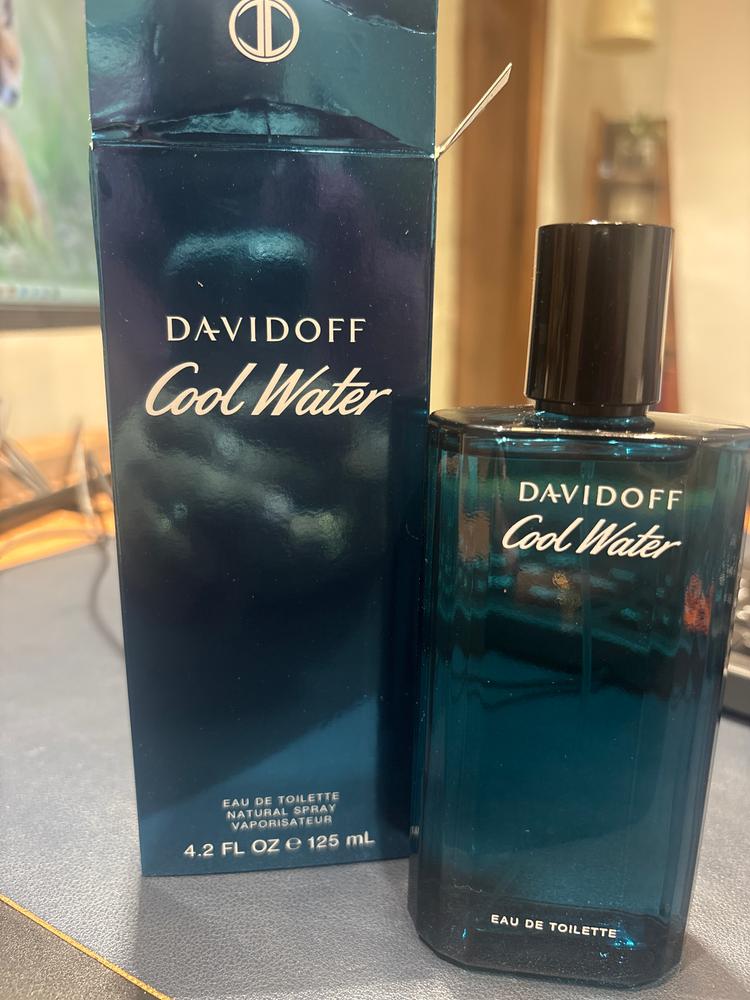 DAVIDOFF
Cool Water
EAU DE TOILETTE
NATURAL SPRAY
VAPORISATEUR
4.2 FL OZ ℮ 125 mL
DAVIDOFF
Cool Water
EAU DE TOILETTE